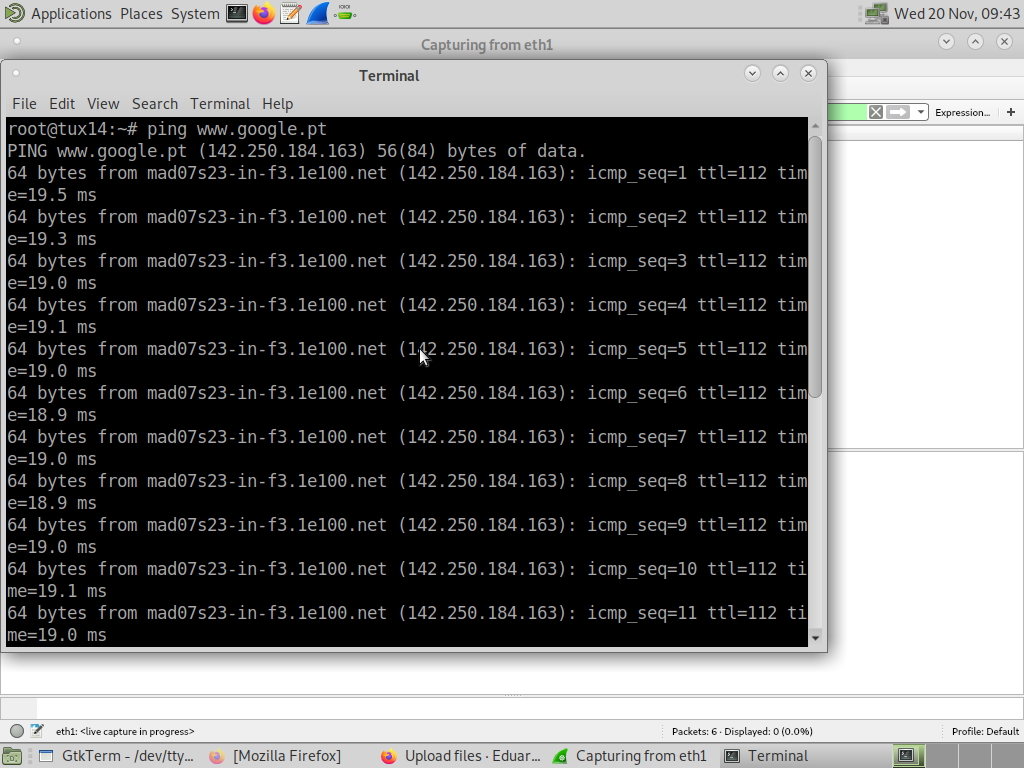 Applications Places System Wed 20 Nov, 09:43
Capturing from eth1
Terminal
File Edit View Search Terminal Help
Expression... +
root@tux14:~# ping www.google.pt
PING www.google.pt (142.250.184.163) 56(84) bytes of data.
64 bytes from mad07s23-in-f3.1e100.net (142.250.184.163): icmp_seq=1 ttl=112 tim
e=19.5 ms
64 bytes from mad07s23-in-f3.1e100.net (142.250.184.163): icmp_seq=2 ttl=112 tim
e=19.3 ms
64 bytes from mad07s23-in-f3.1e100.net (142.250.184.163): icmp_seq=3 ttl=112 tim
e=19.0 ms
64 bytes from mad07s23-in-f3.1e100.net (142.250.184.163): icmp_seq=4 ttl=112 tim
e=19.1 ms
64 bytes from mad07s23-in-f3.1e100.net (142.250.184.163): icmp_seq=5 ttl=112 tim
e=19.0 ms
64 bytes from mad07s23-in-f3.1e100.net (142.250.184.163): icmp_seq=6 ttl=112 tim
e=18.9 ms
64 bytes from mad07s23-in-f3.1e100.net (142.250.184.163): icmp_seq=7 ttl=112 tim
e=19.0 ms
64 bytes from mad07s23-in-f3.1e100.net (142.250.184.163): icmp_seq=8 ttl=112 tim
e=18.9 ms
64 bytes from mad07s23-in-f3.1e100.net (142.250.184.163): icmp_seq=9 ttl=112 tim
e=19.0 ms
64 bytes from mad07s23-in-f3.1e100.net (142.250.184.163): icmp_seq=10 ttl=112 ti
me=19.1 ms
64 bytes from mad07s23-in-f3.1e100.net (142.250.184.163): icmp_seq=11 ttl=112 ti
me=19.0 ms
eth1: <live capture in progress> Packets: 6 · Displayed: 0 (0.0%) Profile: Default
GtkTerm - /dev/tty... [Mozilla Firefox] Upload files · Eduar... Capturing from eth1 Terminal